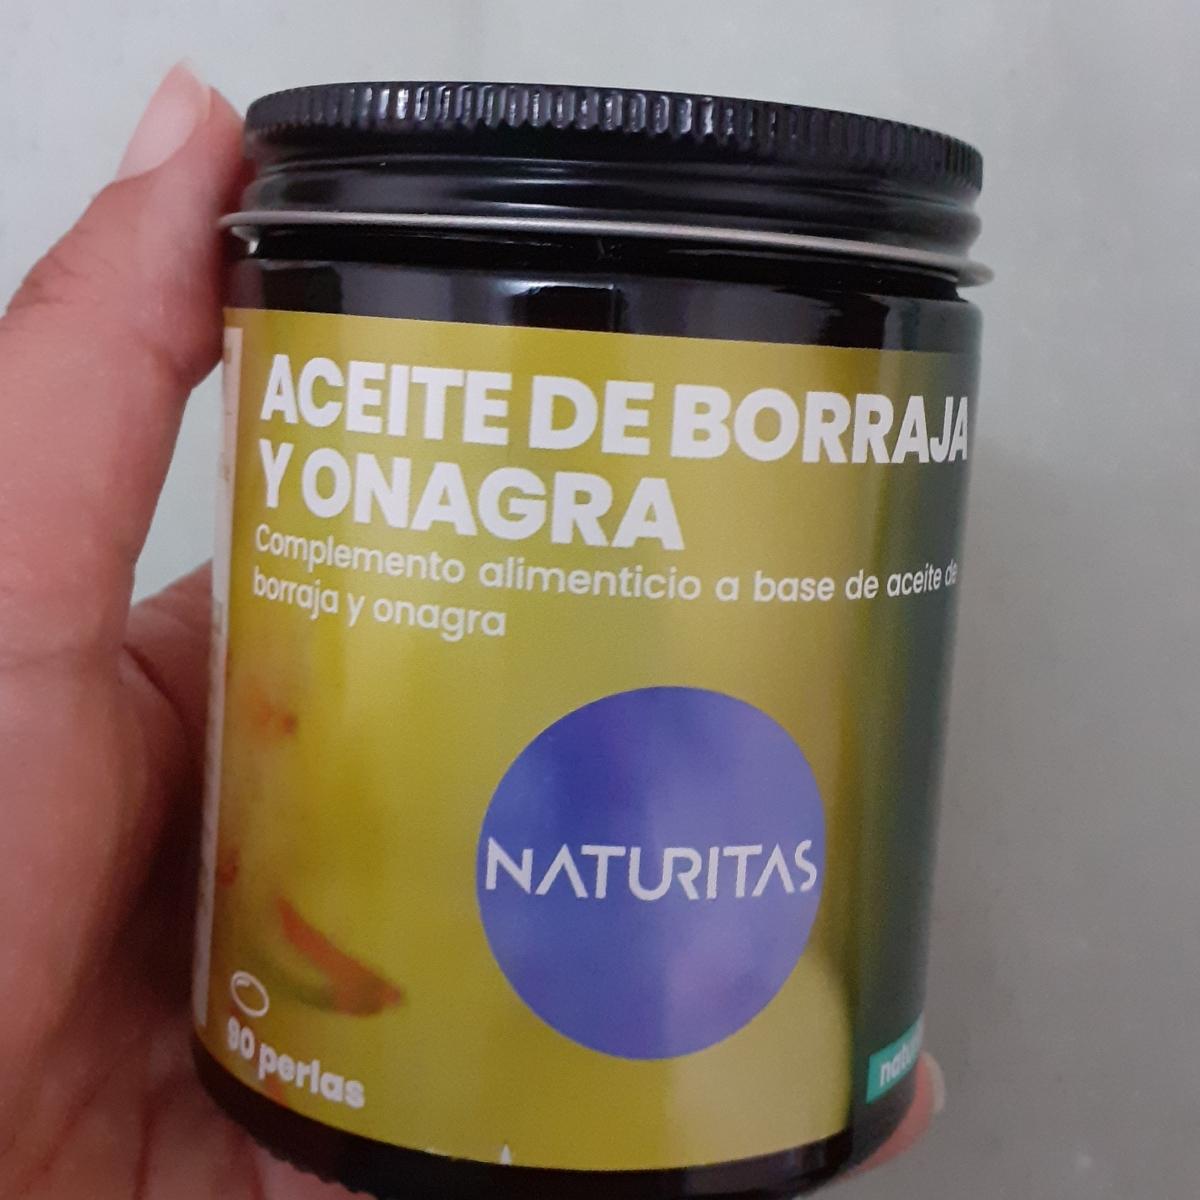 ACEITE DE BORRAJA
Y ONAGRA
Complemento alimenticio a base de aceite de
borraja y onagra
NATURITAS
90 perlas